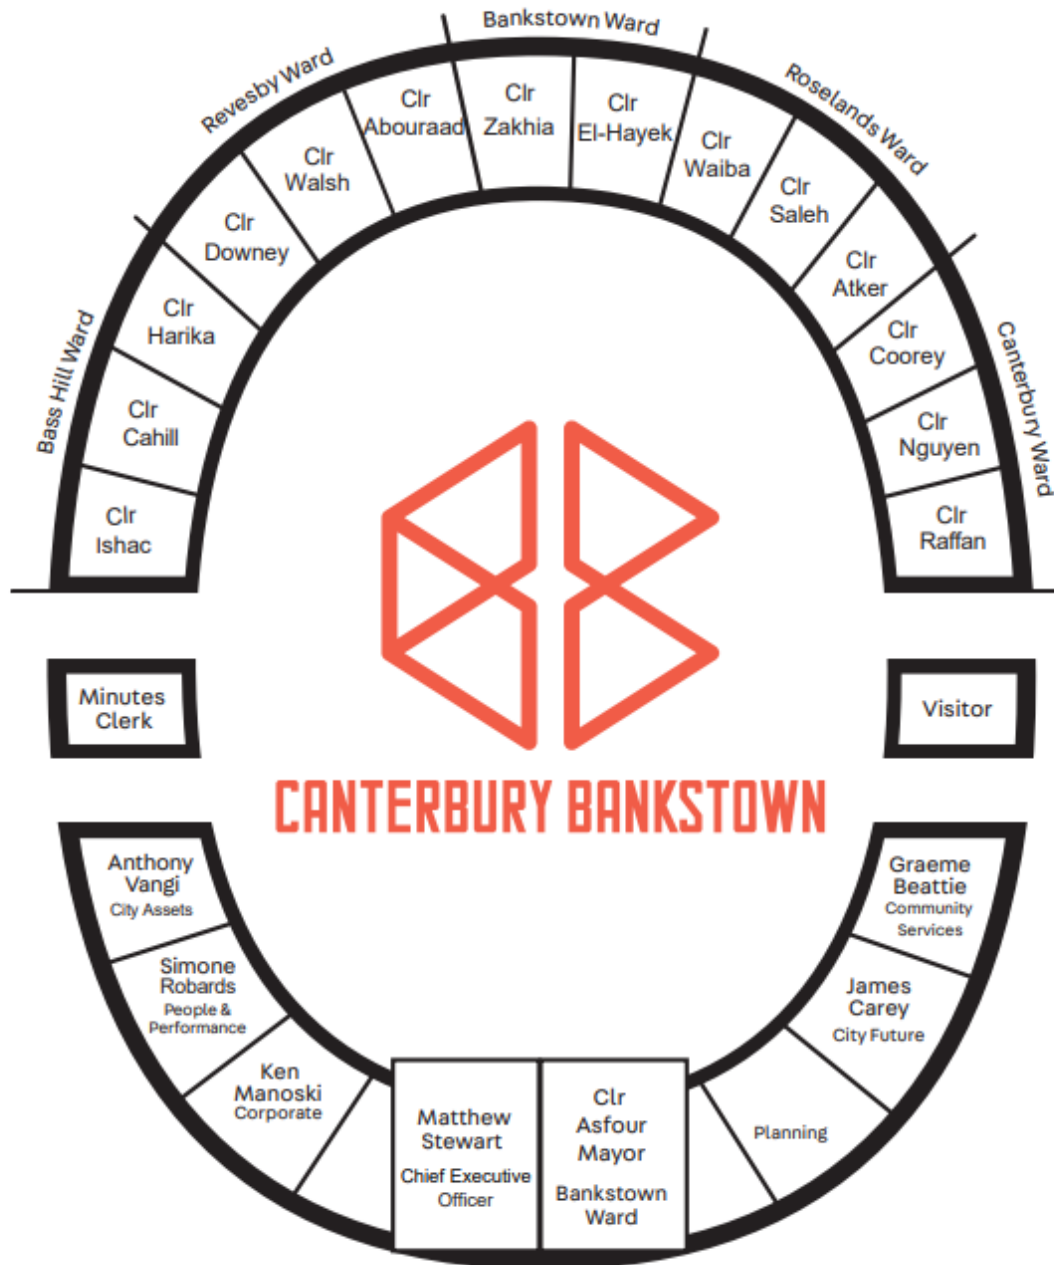 Bankstown Ward
Revesby Ward
Roselands Ward
Bass Hill Ward
Canterbury Ward
Clr
Ishac
Clr
Cahill
Clr
Harika
Clr
Downey
Clr
Walsh
Clr
Abouraad
Clr
Zakhia
Clr
El-Hayek
Clr
Waiba
Clr
Saleh
Clr
Atker
Clr
Coorey
Clr
Nguyen
Clr
Raffan
Minutes
Clerk
Visitor
CANTERBURY BANKSTOWN
Anthony
Vangi
City Assets
Simone
Robards
People &
Performance
Ken
Manoski
Corporate
Matthew
Stewart
Chief Executive
Officer
Clr
Asfour
Mayor
Bankstown
Ward
Planning
James
Carey
City Future
Graeme
Beattie
Community
Services